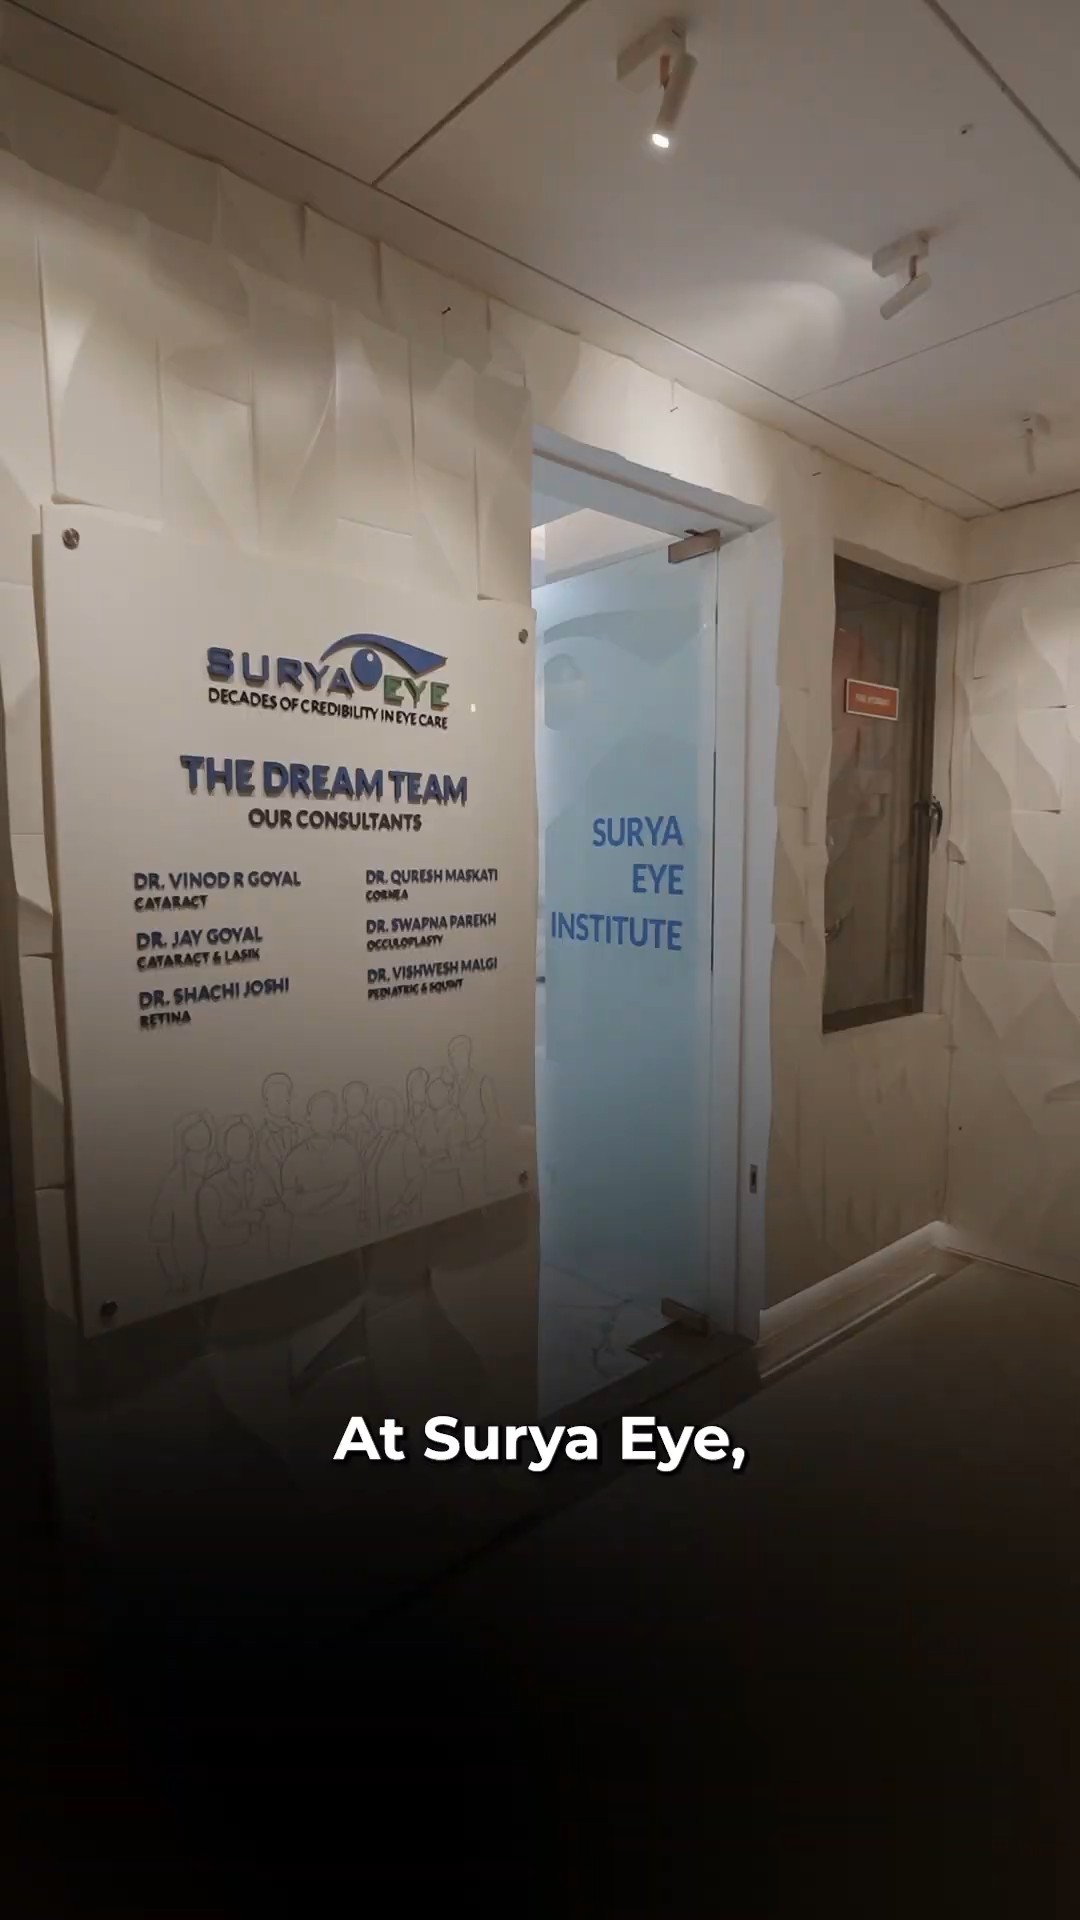 SURYA EYE
DECADES OF CREDIBILITY IN EYE CARE
THE DREAM TEAM
OUR CONSULTANTS
DR. VINOD R GOYAL
CATARACT
DR. JAY GOYAL
CATARACT & LASIK
DR. SHACHI JOSHI
RETINA
DR. QURESH MASKATI
CORNEA
DR. SWAPNA PAREKH
OCCULOPLASTY
DR. VISHWESH MALGI
PEDIATRIC & SQUINT
SURYA
EYE
INSTITUTE
At Surya Eye,